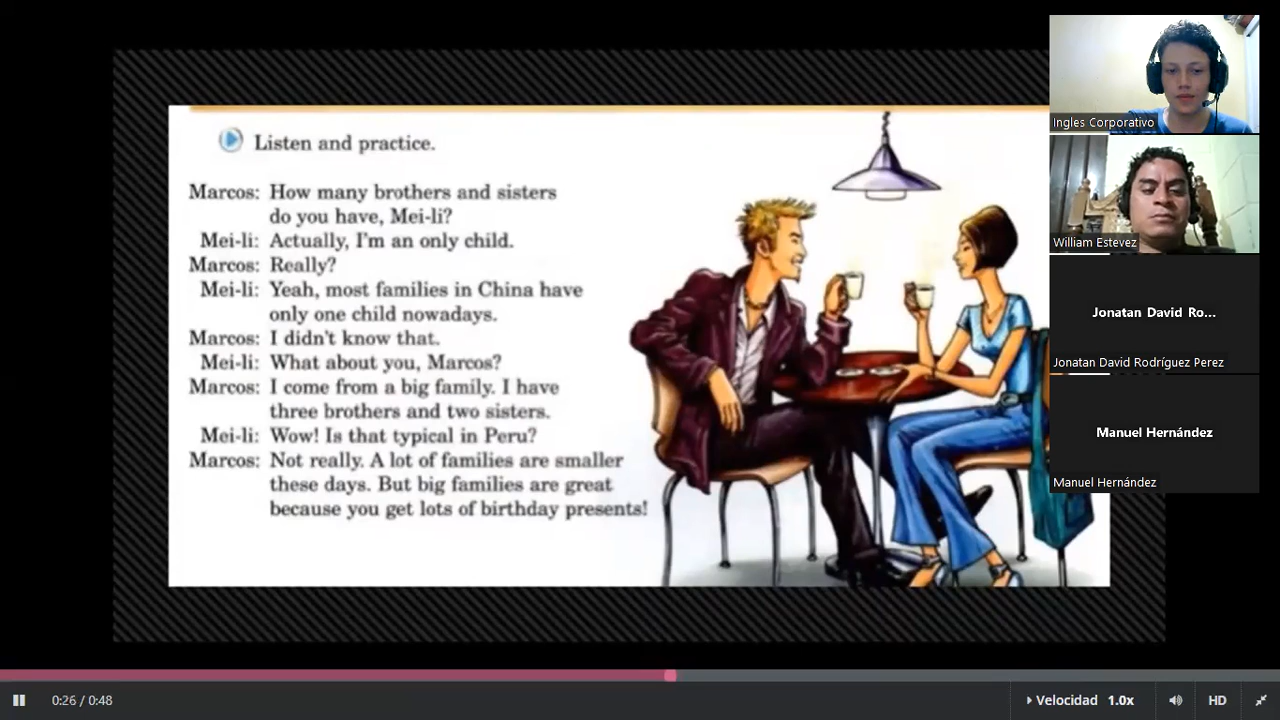 Listen and practice.
Marcos: How many brothers and sisters
do you have, Mei-li?
Mei-li: Actually, I'm an only child.
Marcos: Really?
Mei-li: Yeah, most families in China have
only one child nowadays.
Marcos: I didn't know that.
Mei-li: What about you, Marcos?
Marcos: I come from a big family. I have
three brothers and two sisters.
Mei-li: Wow! Is that typical in Peru?
Marcos: Not really. A lot of families are smaller
these days. But big families are great
because you get lots of birthday presents!
Ingles Corporativo
William Estevez
Jonatan David Ro...
Jonatan David Rodríguez Perez
Manuel Hernández
Manuel Hernández
0:26 / 0:48
Velocidad 1.0x
HD